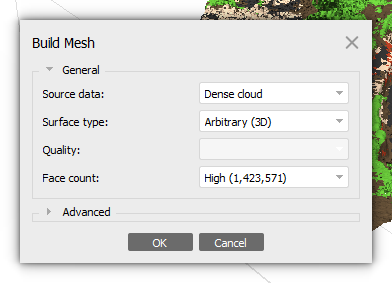 Build Mesh
General
Source data: Dense cloud
Surface type: Arbitrary (3D)
Quality:
Face count: High (1,423,571)
Advanced
OK Cancel